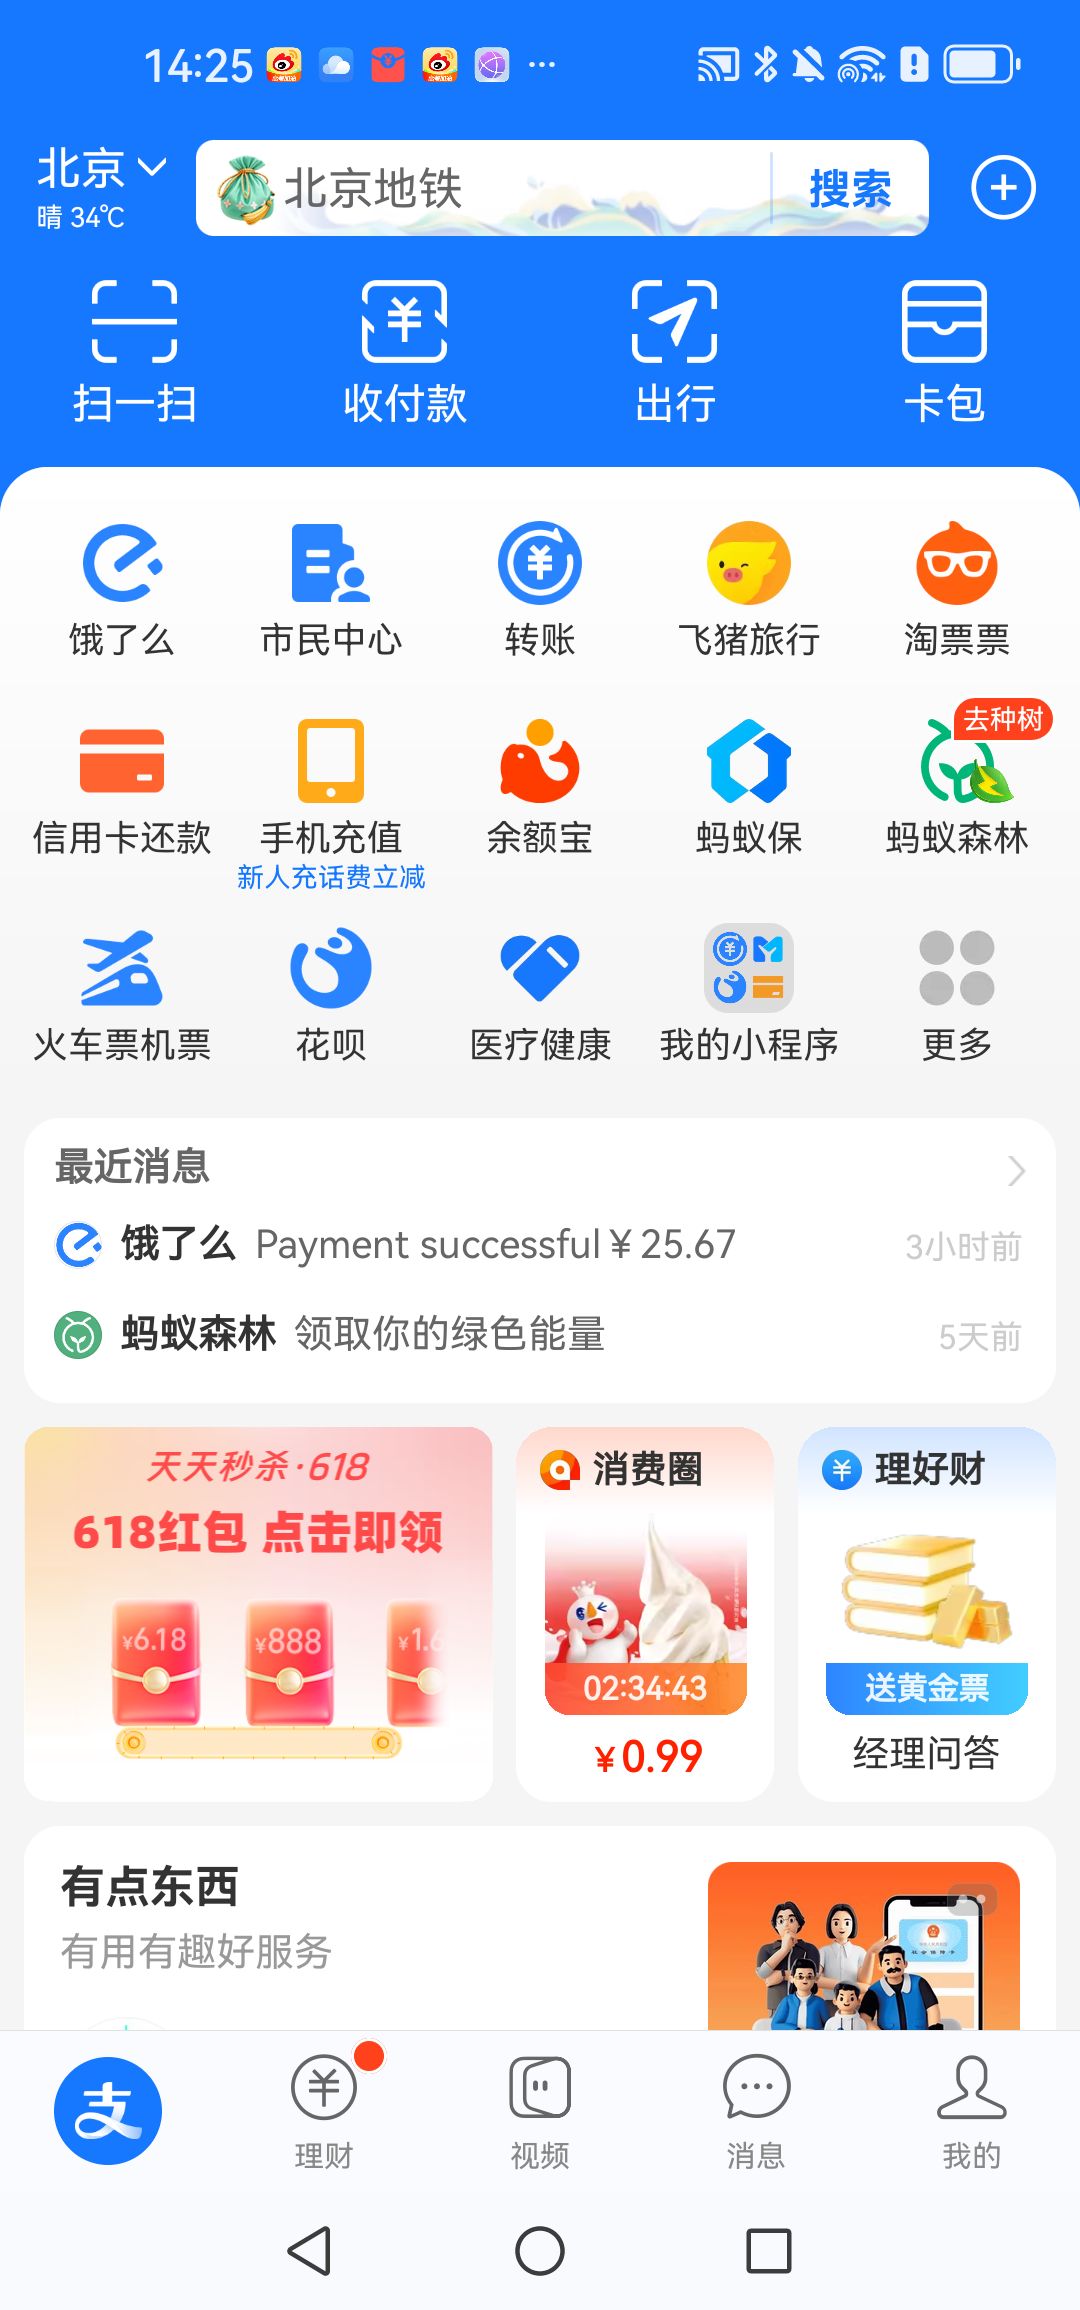 14:25
北京
晴 34℃
北京地铁
搜索
扫一扫
收付款
出行
卡包
饿了么
市民中心
转账
飞猪旅行
淘票票
去种树
信用卡还款
手机充值
余额宝
蚂蚁保
蚂蚁森林
新人充话费立减
火车票机票
花呗
医疗健康
我的小程序
更多
最近消息
饿了么 Payment successful¥25.67 3小时前
蚂蚁森林 领取你的绿色能量 5天前
天天秒杀·618
618红包 点击即领
¥6.18
¥888
¥1.6
消费圈
02:34:43
¥0.99
理好财
送黄金票
经理问答
有点东西
有用有趣好服务
社会保障卡
支
理财
视频
消息
我的